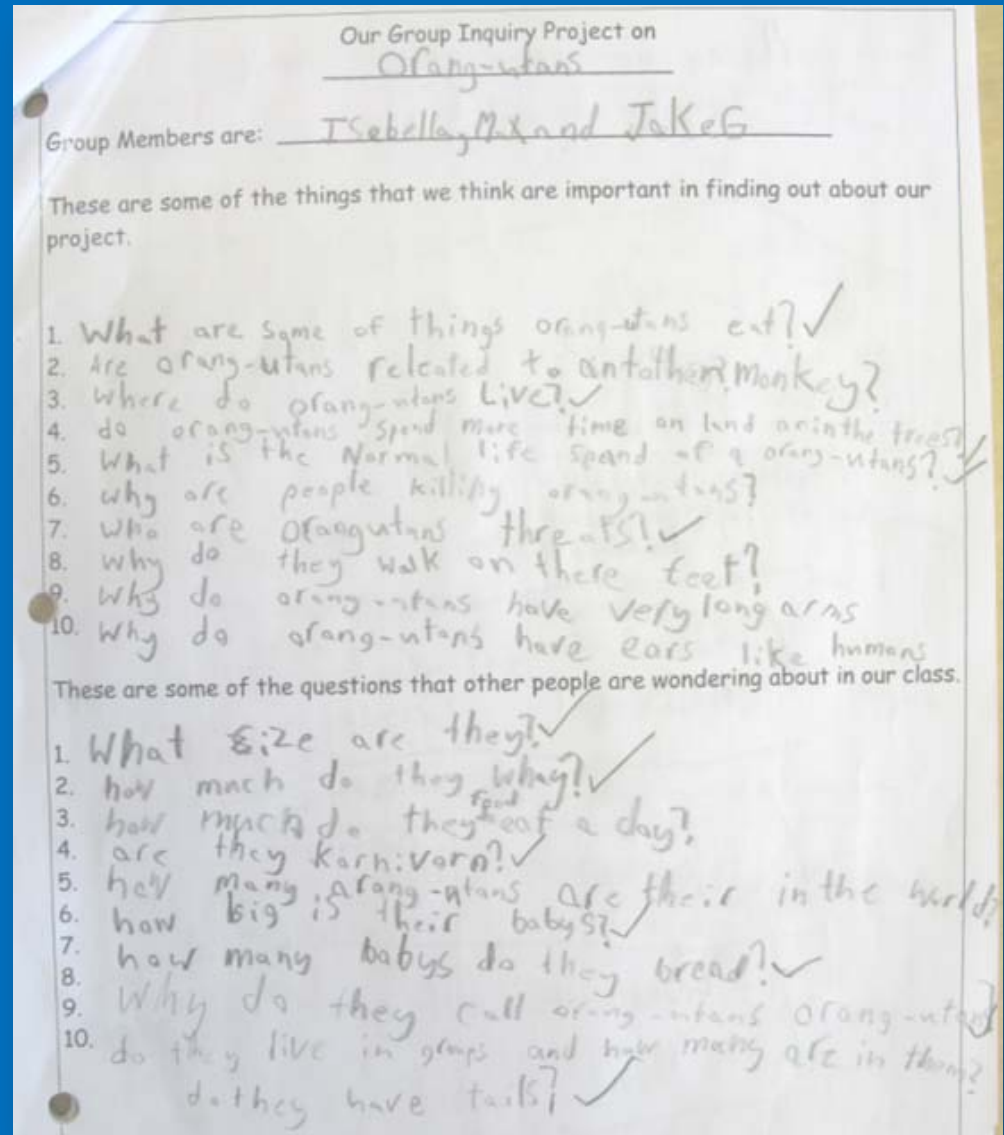 Our Group Inquiry Project on
Orang-utans
Group Members are: ISebella, Max and JakeG
These are some of the things that we think are important in finding out about our
project.
1. What are some of things orang-utans eat? ✓
2. Are orang-utans releated to antother monkey?
3. Where do orang-utans Live? ✓
4. do orang-utans spend more time on land or in the trees? ✓
5. What is the Normal life spand of a orang-utans? ✓
6. why are people killing orang-utans?
7. who are orangutans threats? ✓
8. why do they walk on there feet?
9. why do orang-utans have very long arms
10. Why do orang-utans have ears like humans
These are some of the questions that other people are wondering about in our class.
1. What size are they? ✓
2. how much do they whay? ✓
3. how much do they food eat a day?
4. are they karnivorn? ✓
5. how many orang-utans are their in the world?
6. how big is their babys? ✓
7. how many babys do they bread? ✓
8.
9. Why do they call orang-utans orang-utans
10. do they live in groups and how many are in them?
do they have tails? ✓